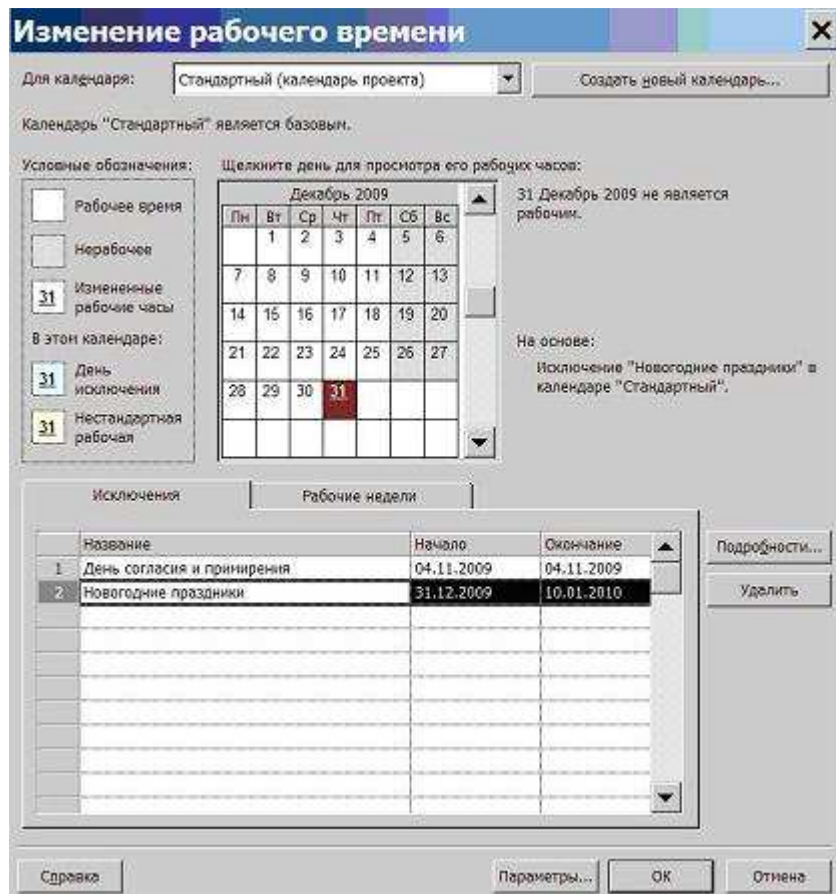 Изменение рабочего времени
Для календаря: Стандартный (календарь проекта) Создать новый календарь...
Календарь "Стандартный" является базовым.
Условные обозначения:
Рабочее время
Нерабочее
31 Измененные
рабочие часы
В этом календаре:
31 День
исключения
31 Нестандартная
рабочая
Щелкните день для просмотра его рабочих часов:
Декабрь 2009
Пн Вт Ср Чт Пт Сб Вс
1 2 3 4 5 6
7 8 9 10 11 12 13
14 15 16 17 18 19 20
21 22 23 24 25 26 27
28 29 30 31
31 Декабрь 2009 не является
рабочим.
На основе:
Исключение "Новогодние праздники" в
календаре "Стандартный".
Исключения Рабочие недели
Название Начало Окончание
1 День согласия и примирения 04.11.2009 04.11.2009
2 Новогодние праздники 31.12.2009 10.01.2010
Подробности...
Удалить
Справка Параметры... ОК Отмена